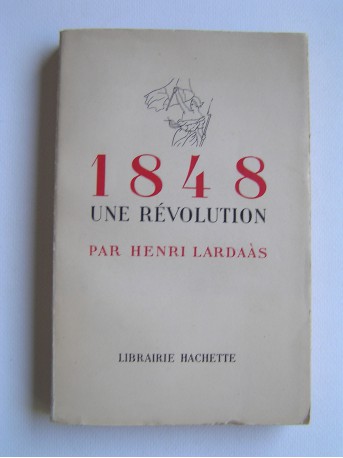 1848
UNE RÉVOLUTION
PAR HENRI LARDAÀS
LIBRAIRIE HACHETTE